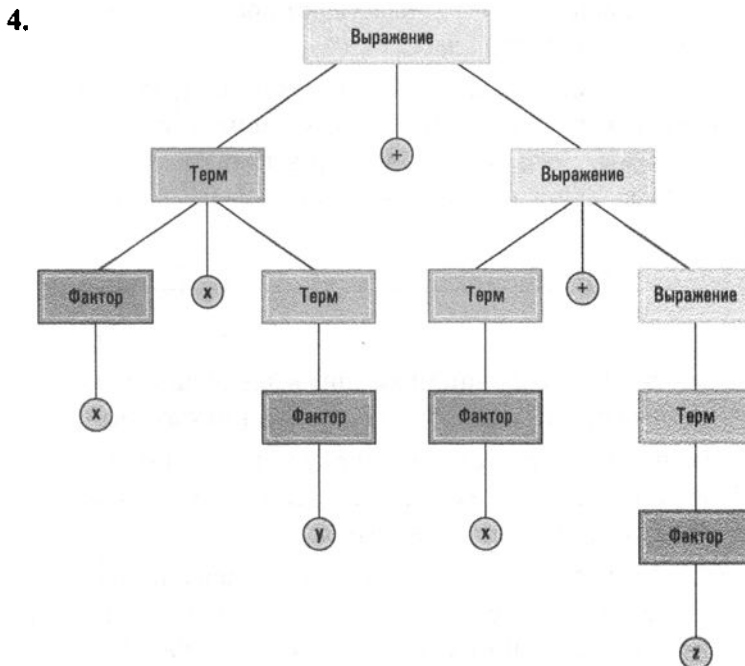 4.
Выражение
Терм
+
Выражение
Фактор
x
Терм
Терм
+
Выражение
x
Фактор
Фактор
Терм
y
x
Фактор
z